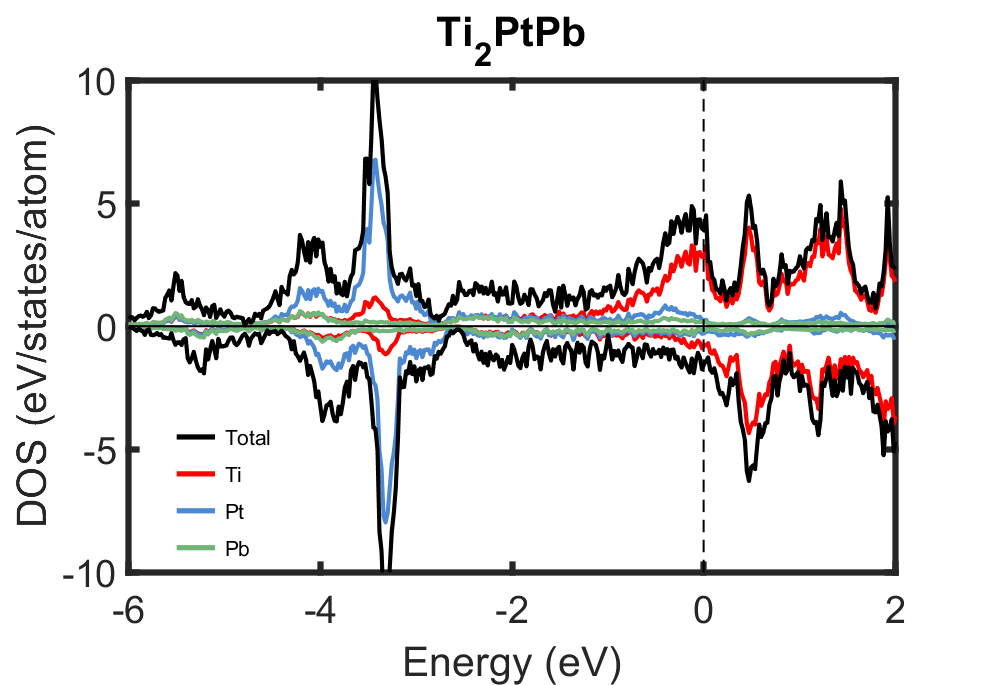 Ti₂PtPb
DOS (eV/states/atom)
10
5
0
-5
-10
Total
Ti
Pt
Pb
-6 -4 -2 0 2
Energy (eV)